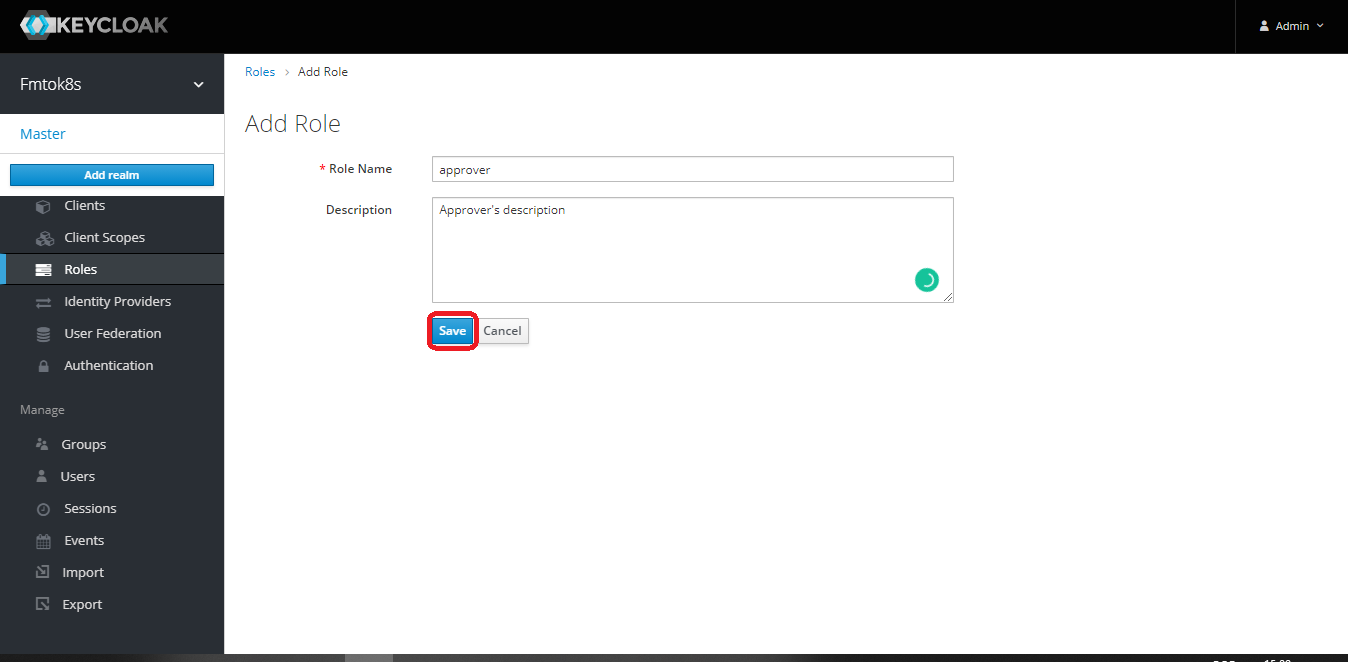 KEYCLOAK
Admin
Fmtok8s
Master
Add realm
Clients
Client Scopes
Roles
Identity Providers
User Federation
Authentication
Manage
Groups
Users
Sessions
Events
Import
Export
Roles > Add Role
Add Role
* Role Name
approver
Description
Approver's description
Save
Cancel